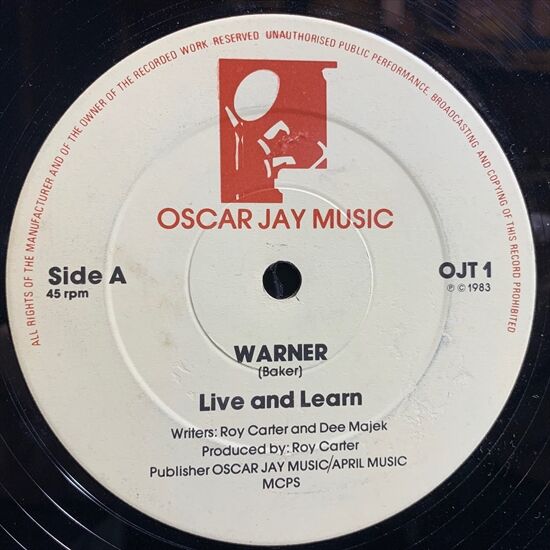 ALL RIGHTS OF THE MANUFACTURER AND OF THE OWNER OF THE RECORDED WORK RESERVED UNAUTHORISED PUBLIC PERFORMANCE, BROADCASTING AND COPYING OF THIS RECORD PROHIBITED
OSCAR JAY MUSIC
Side A
45 rpm
OJT 1
℗ © 1983
WARNER
(Baker)
Live and Learn
Writers: Roy Carter and Dee Majek
Produced by: Roy Carter
Publisher OSCAR JAY MUSIC/APRIL MUSIC
MCPS